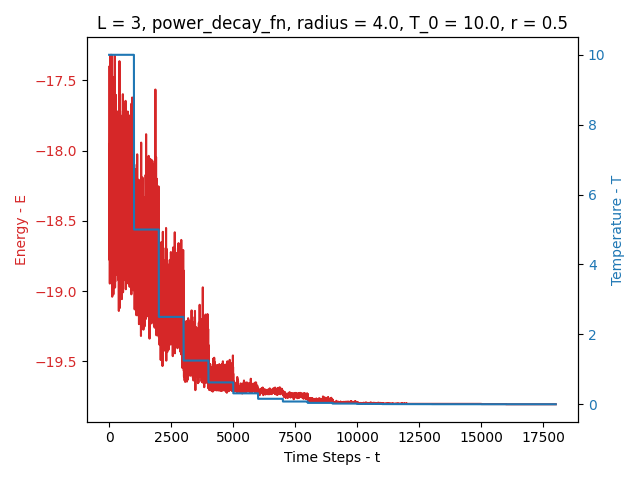 L = 3, power_decay_fn, radius = 4.0, T_0 = 10.0, r = 0.5
−17.5
−18.0
−18.5
−19.0
−19.5
Energy - E
10
8
6
4
2
0
Temperature - T
0 2500 5000 7500 10000 12500 15000 17500
Time Steps - t